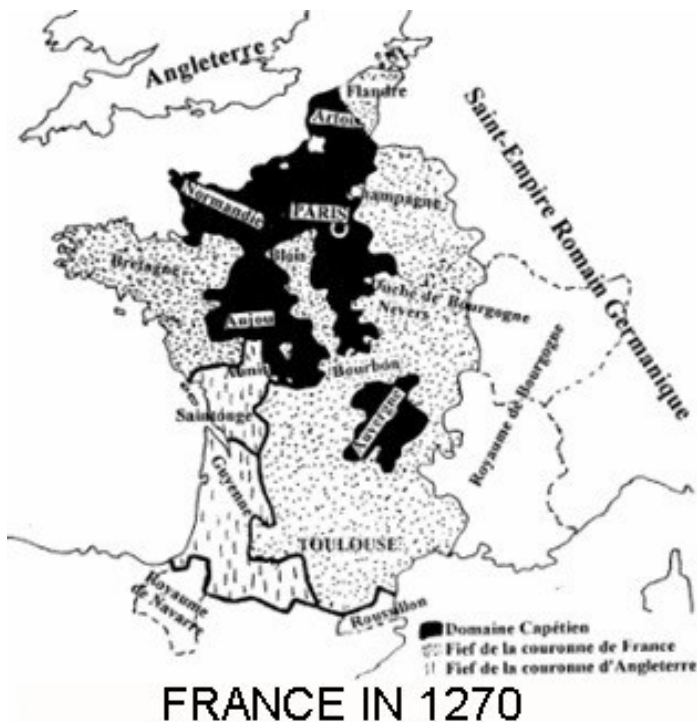 Angleterre
Flandre
Artois
Saint-Empire Romain Germanique
Normandie
PARIS
Champagne
Bretagne
Blois
Duché de Bourgogne
Nevers
Anjou
Aunis
Bourbon
Saintonge
Auvergne
Royaume de Bourgogne
Guyenne
TOULOUSE
Royaume
de Navarre
Roussillon
Domaine Capétien
Fief de la couronne de France
Fief de la couronne d'Angleterre
FRANCE IN 1270